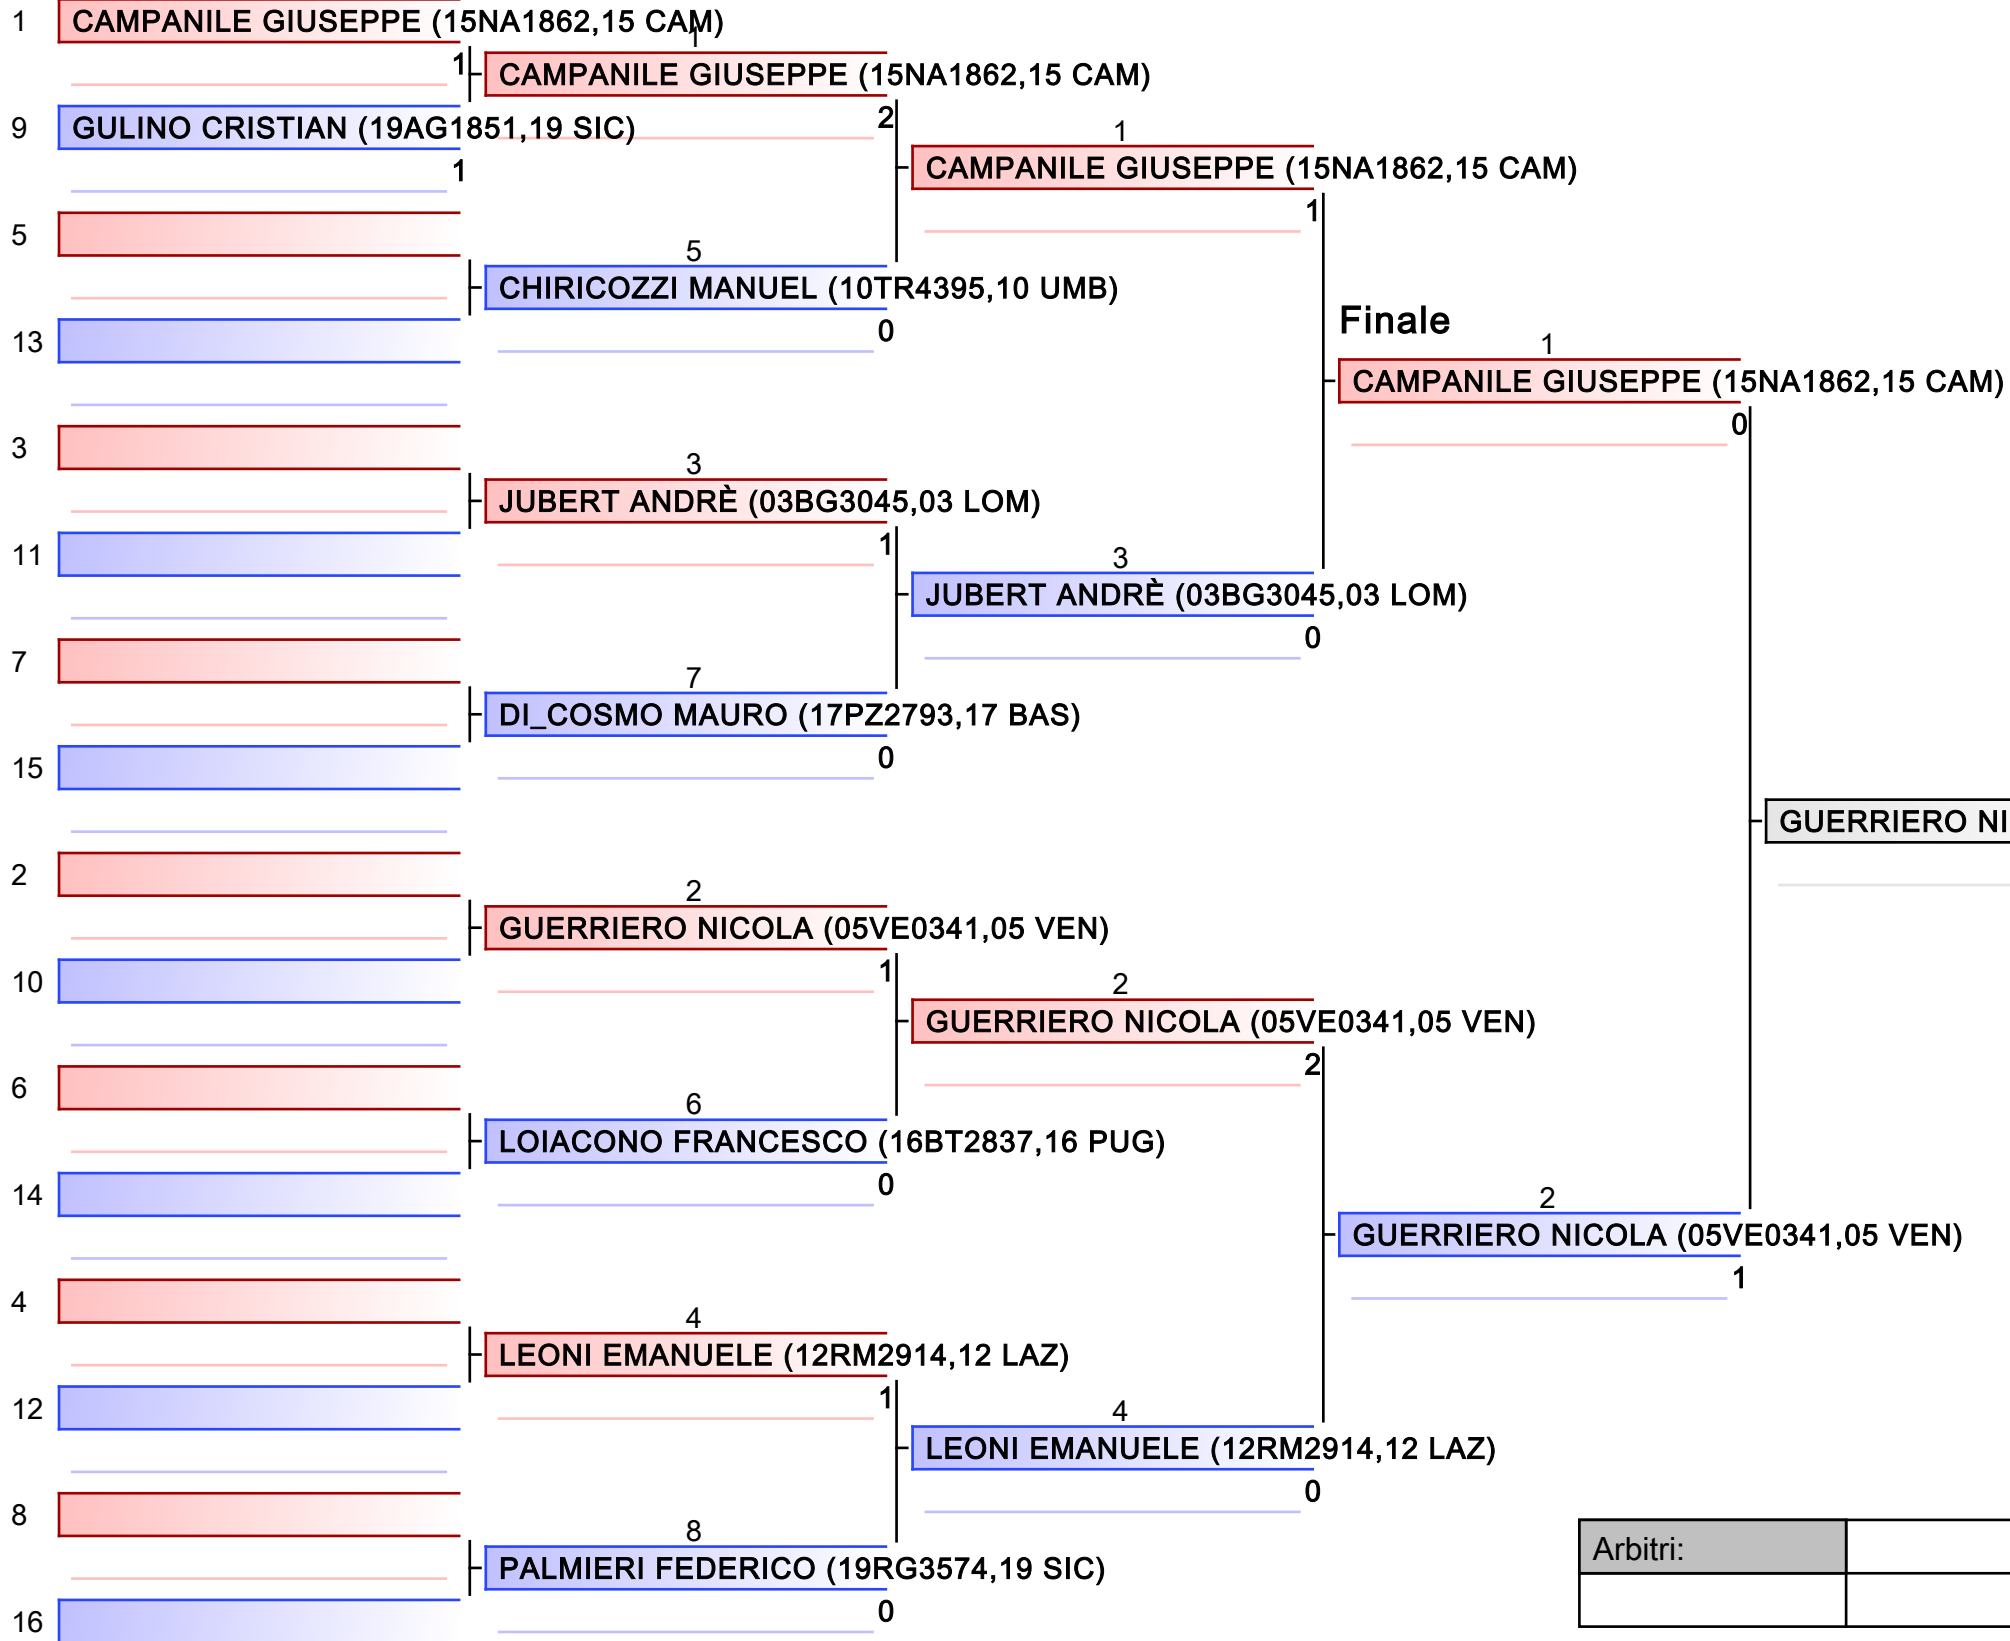 1 CAMPANILE GIUSEPPE (15NA1862,15 CAM)
1
1
CAMPANILE GIUSEPPE (15NA1862,15 CAM)
2
9 GULINO CRISTIAN (19AG1851,19 SIC)
1
1
CAMPANILE GIUSEPPE (15NA1862,15 CAM)
1
5
5
CHIRICOZZI MANUEL (10TR4395,10 UMB)
0
13
Finale
1
CAMPANILE GIUSEPPE (15NA1862,15 CAM)
0
3
3
JUBERT ANDRÈ (03BG3045,03 LOM)
1
11
3
JUBERT ANDRÈ (03BG3045,03 LOM)
0
7
7
DI_COSMO MAURO (17PZ2793,17 BAS)
0
15
GUERRIERO NI
2
2
GUERRIERO NICOLA (05VE0341,05 VEN)
1
10
2
GUERRIERO NICOLA (05VE0341,05 VEN)
2
6
6
LOIACONO FRANCESCO (16BT2837,16 PUG)
0
14
2
GUERRIERO NICOLA (05VE0341,05 VEN)
1
4
4
LEONI EMANUELE (12RM2914,12 LAZ)
1
12
4
LEONI EMANUELE (12RM2914,12 LAZ)
0
8
8
PALMIERI FEDERICO (19RG3574,19 SIC)
0
16
Arbitri: